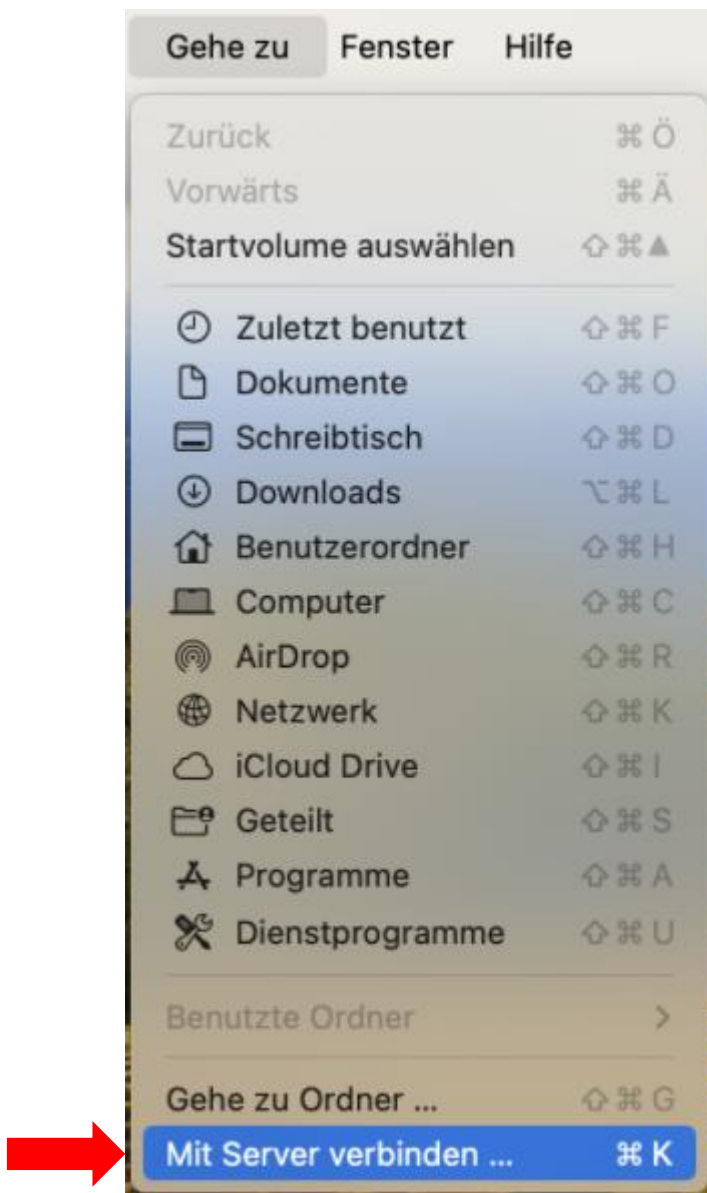 Gehe zu Fenster Hilfe
Zurück ⌘ Ö
Vorwärts ⌘ Ä
Startvolume auswählen ⇧ ⌘ ▲
Zuletzt benutzt ⇧ ⌘ F
Dokumente ⇧ ⌘ O
Schreibtisch ⇧ ⌘ D
Downloads ⌥ ⌘ L
Benutzerordner ⇧ ⌘ H
Computer ⇧ ⌘ C
AirDrop ⇧ ⌘ R
Netzwerk ⇧ ⌘ K
iCloud Drive ⇧ ⌘ I
Geteilt ⇧ ⌘ S
Programme ⇧ ⌘ A
Dienstprogramme ⇧ ⌘ U
Benutzte Ordner >
Gehe zu Ordner ... ⇧ ⌘ G
Mit Server verbinden ... ⌘ K